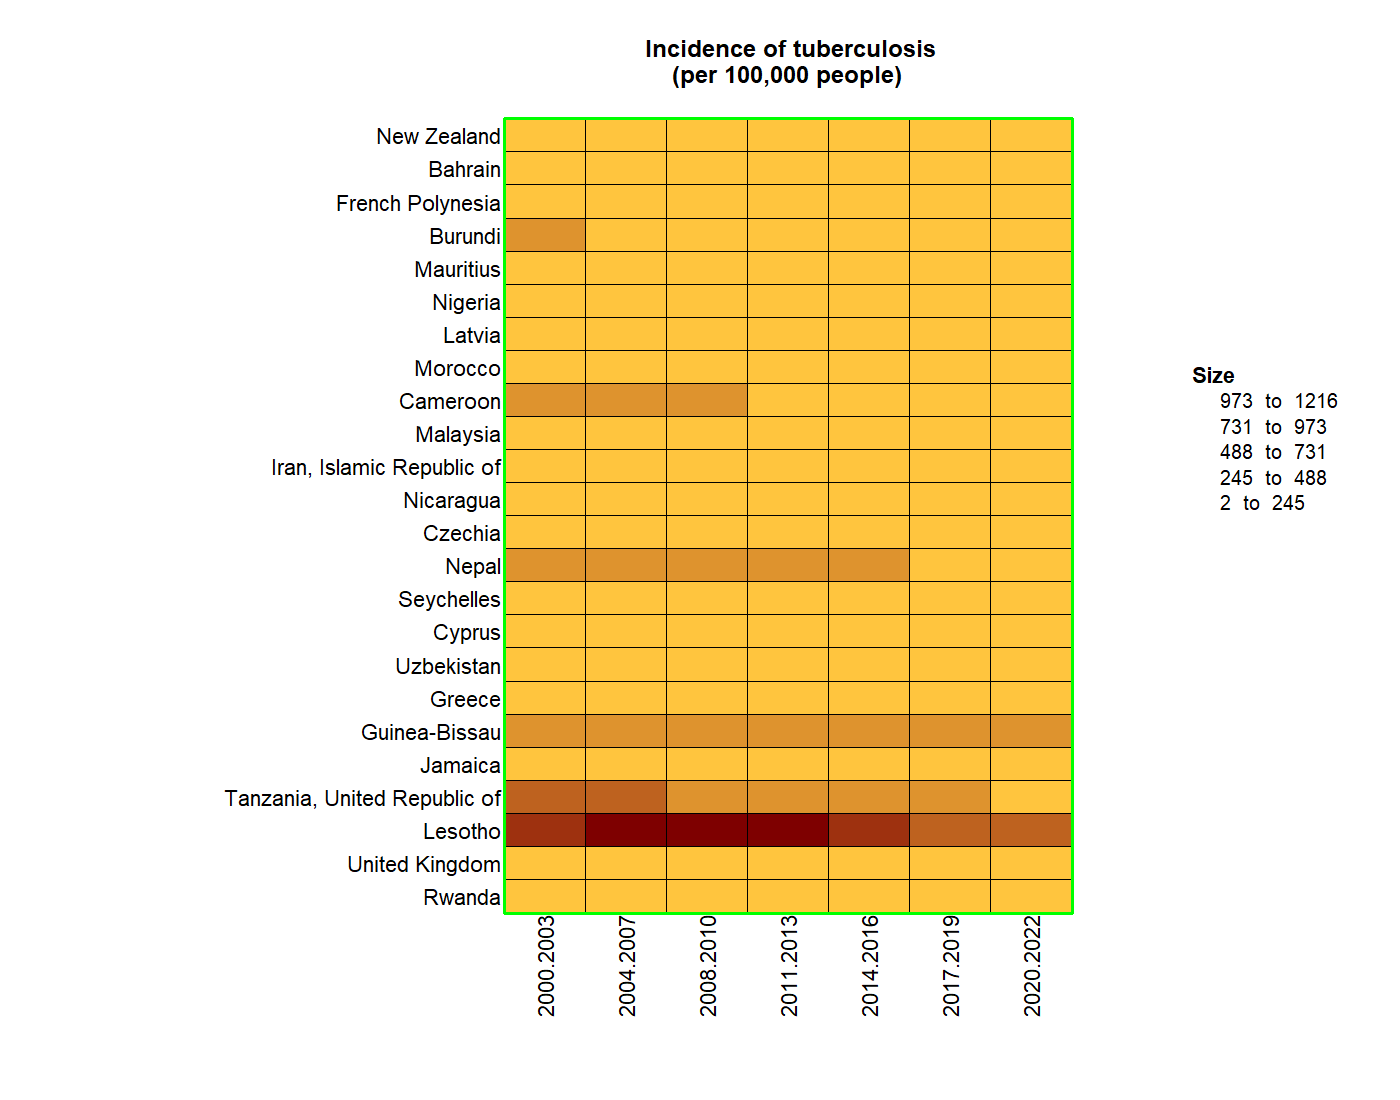 Incidence of tuberculosis
(per 100,000 people)
New Zealand
Bahrain
French Polynesia
Burundi
Mauritius
Nigeria
Latvia
Morocco
Cameroon
Malaysia
Iran, Islamic Republic of
Nicaragua
Czechia
Nepal
Seychelles
Cyprus
Uzbekistan
Greece
Guinea-Bissau
Jamaica
Tanzania, United Republic of
Lesotho
United Kingdom
Rwanda
2000.2003
2004.2007
2008.2010
2011.2013
2014.2016
2017.2019
2020.2022
Size
973 to 1216
731 to 973
488 to 731
245 to 488
2 to 245